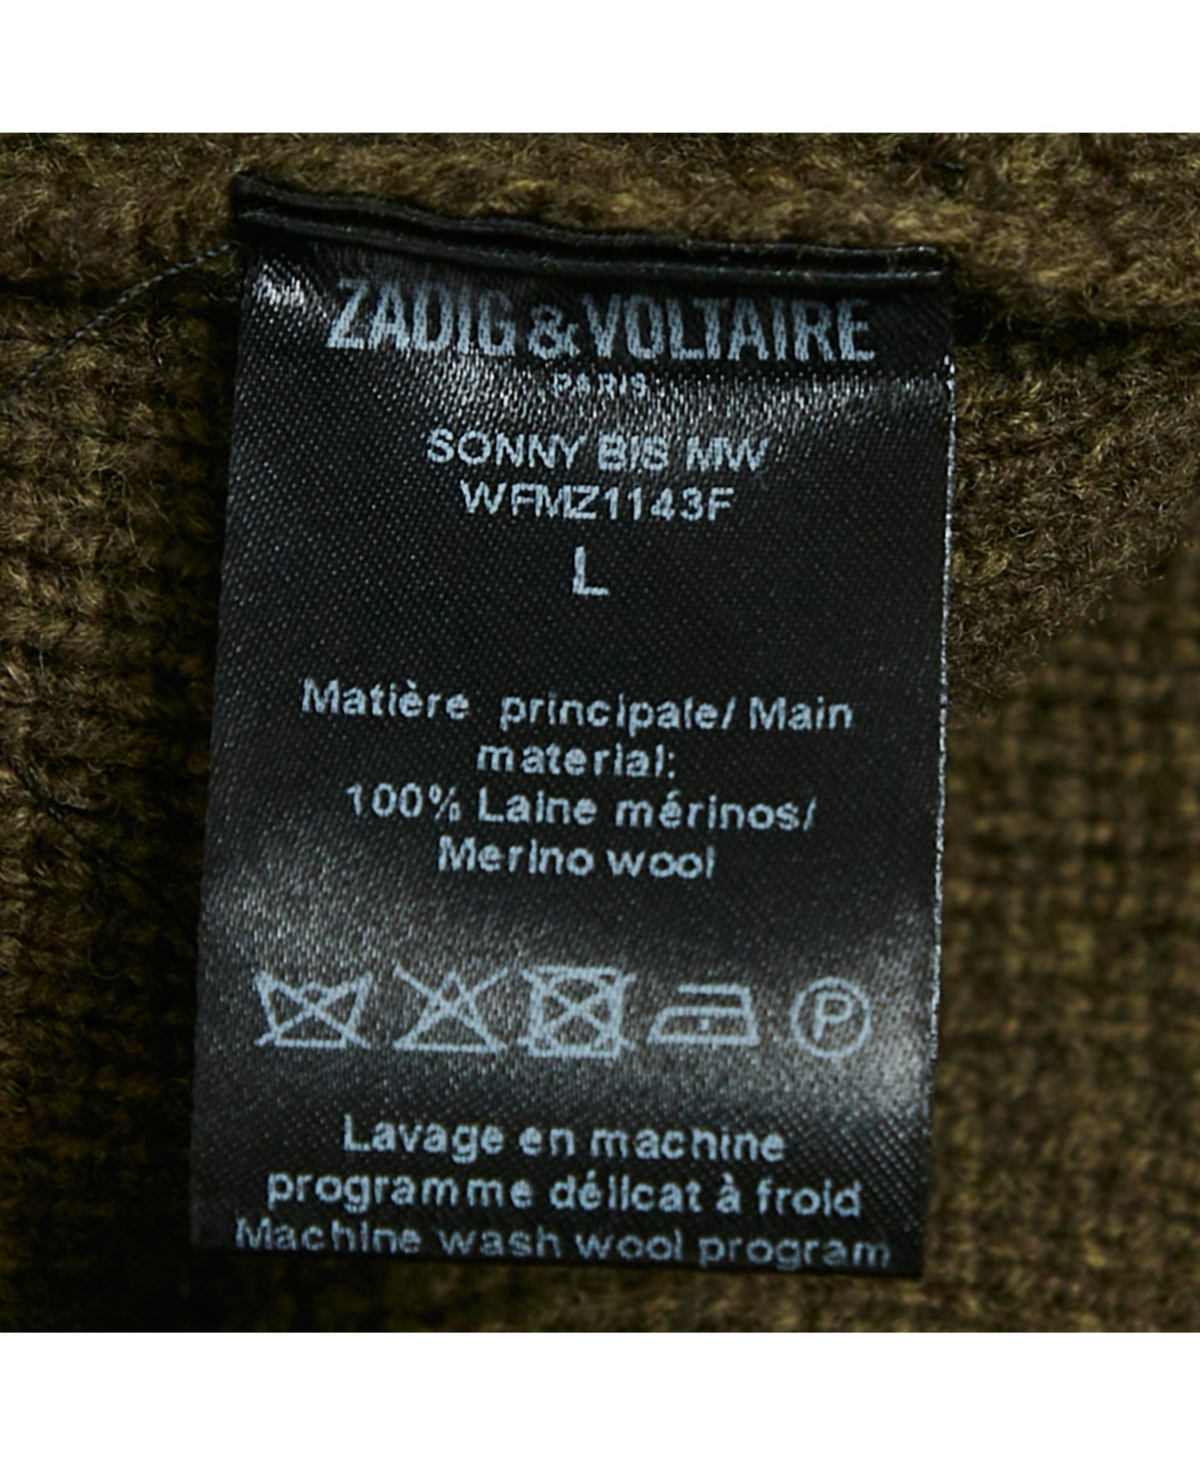 ZADIG & VOLTAIRE
PARIS
SONNY BIS MW
WFMZ1143F
L
Matière principale/ Main
material:
100% Laine mérinos/
Merino wool
P
Lavage en machine
programme délicat à froid
Machine wash wool program